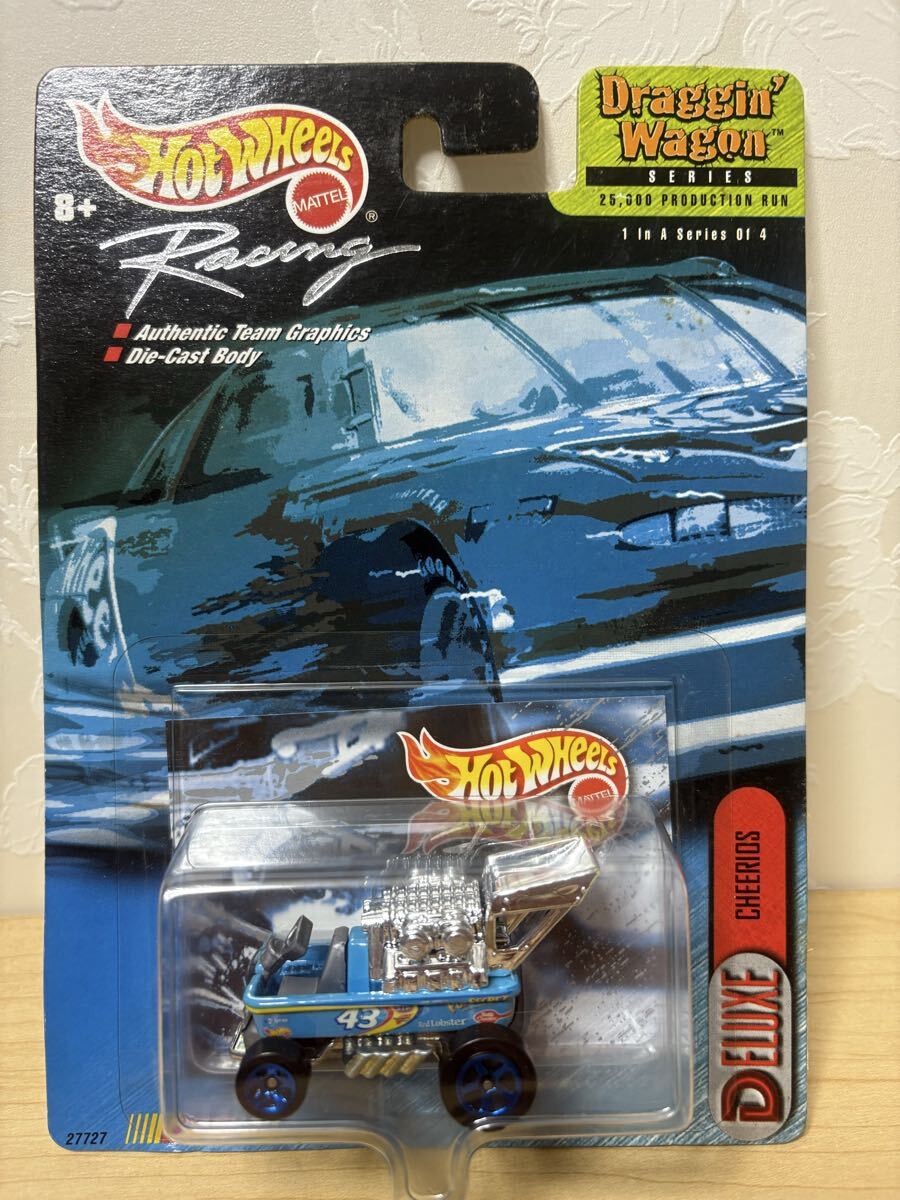 HOT WHEELS
MATTEL
®
8+
Racing
Authentic Team Graphics
Die-Cast Body
Draggin'
Wagon™
SERIES
25,000 PRODUCTION RUN
1 In A Series Of 4
HOT WHEELS
MATTEL
CHEERIOS
DELUXE
43
Red Lobster
27727